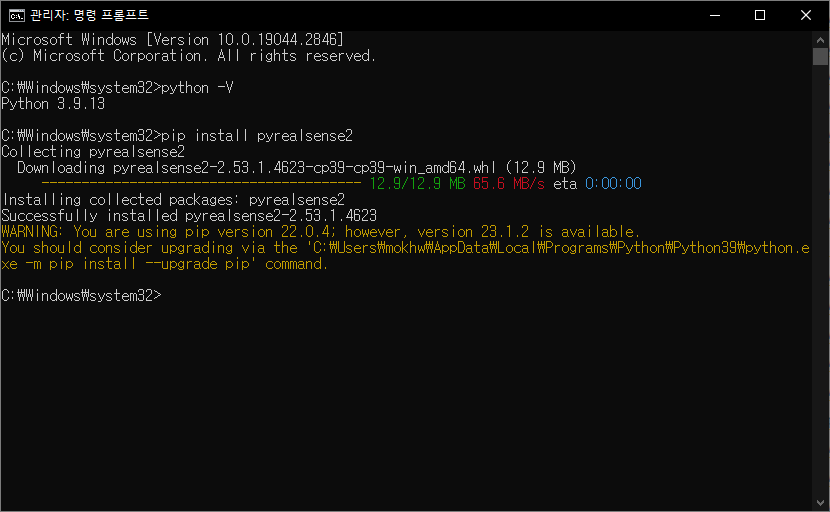 관리자: 명령 프롬프트
Microsoft Windows [Version 10.0.19044.2846]
(c) Microsoft Corporation. All rights reserved.
C:₩Windows₩system32>python -V
Python 3.9.13
C:₩Windows₩system32>pip install pyrealsense2
Collecting pyrealsense2
Downloading pyrealsense2-2.53.1.4623-cp39-cp39-win_amd64.whl (12.9 MB)
---------------------------------------- 12.9/12.9 MB 65.6 MB/s eta 0:00:00
Installing collected packages: pyrealsense2
Successfully installed pyrealsense2-2.53.1.4623
WARNING: You are using pip version 22.0.4; however, version 23.1.2 is available.
You should consider upgrading via the 'C:₩Users₩mokhw₩AppData₩Local₩Programs₩Python₩Python39₩python.e
xe -m pip install --upgrade pip' command.
C:₩Windows₩system32>